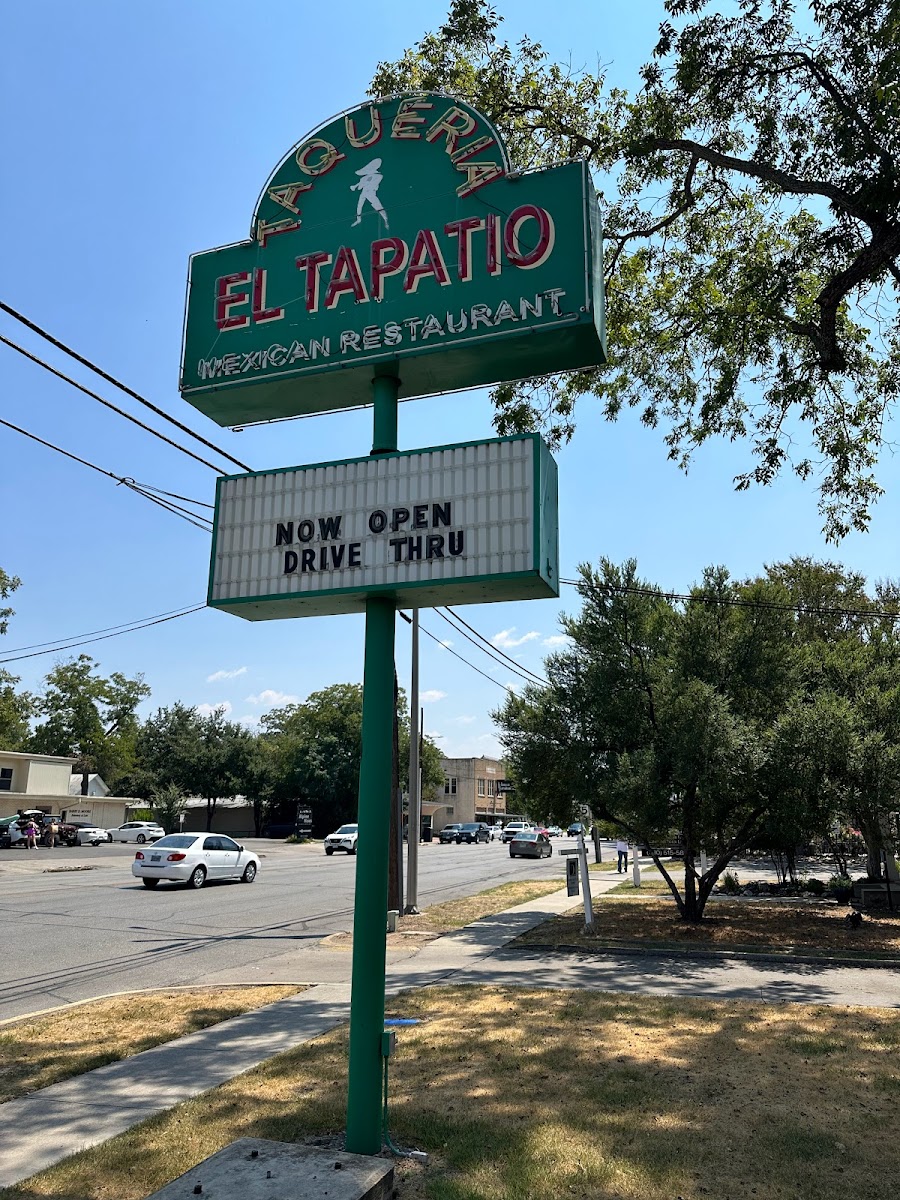 TAQUERIA
EL TAPATIO
MEXICAN RESTAURANT
NOW OPEN
DRIVE THRU